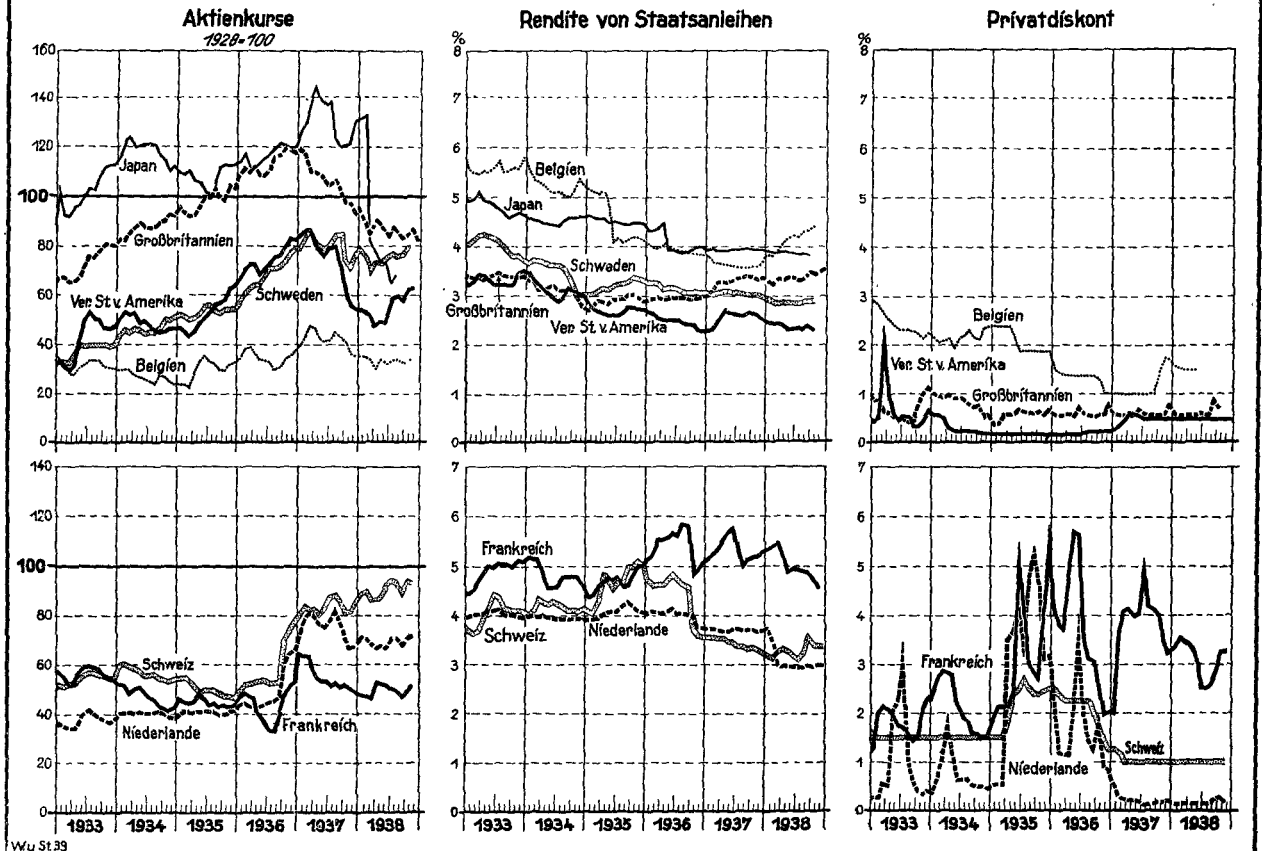 Aktienkurse
1928=100
160
140
120
100
80
60
40
20
0
Japan
Großbritannien
Ver. St. v. Amerika
Schweden
Belgien
Rendite von Staatsanleihen
%
8
7
6
5
4
3
2
1
0
Belgien
Japan
Schweden
Großbritannien
Ver. St. v. Amerika
Privatdiskont
%
8
7
6
5
4
3
2
1
0
Belgien
Ver. St. v. Amerika
Großbritannien
140
120
100
80
60
40
20
0
Schweiz
Niederlande
Frankreich
1933 1934 1935 1936 1937 1938
7
6
5
4
3
2
1
0
Frankreich
Schweiz
Niederlande
1933 1934 1935 1936 1937 1938
7
6
5
4
3
2
1
0
Frankreich
Schweiz
Niederlande
1933 1934 1935 1936 1937 1938
W.u.St.39